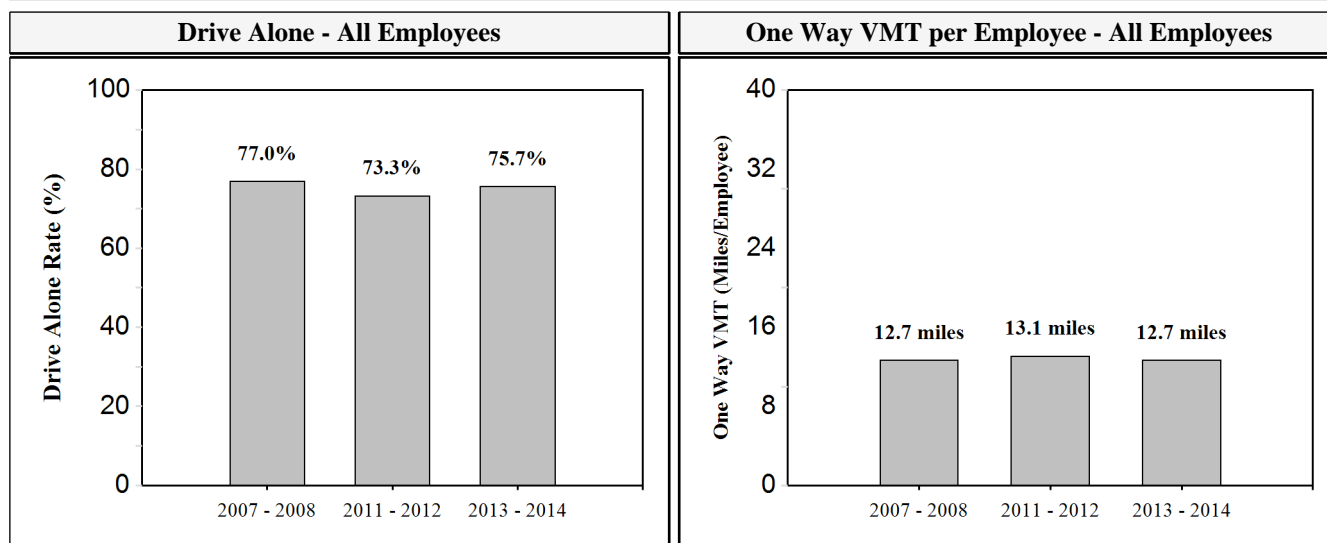 Drive Alone - All Employees
One Way VMT per Employee - All Employees
Drive Alone Rate (%)
100
80
60
40
20
0
77.0%
73.3%
75.7%
2007 - 2008
2011 - 2012
2013 - 2014
One Way VMT (Miles/Employee)
40
32
24
16
8
0
12.7 miles
13.1 miles
12.7 miles
2007 - 2008
2011 - 2012
2013 - 2014